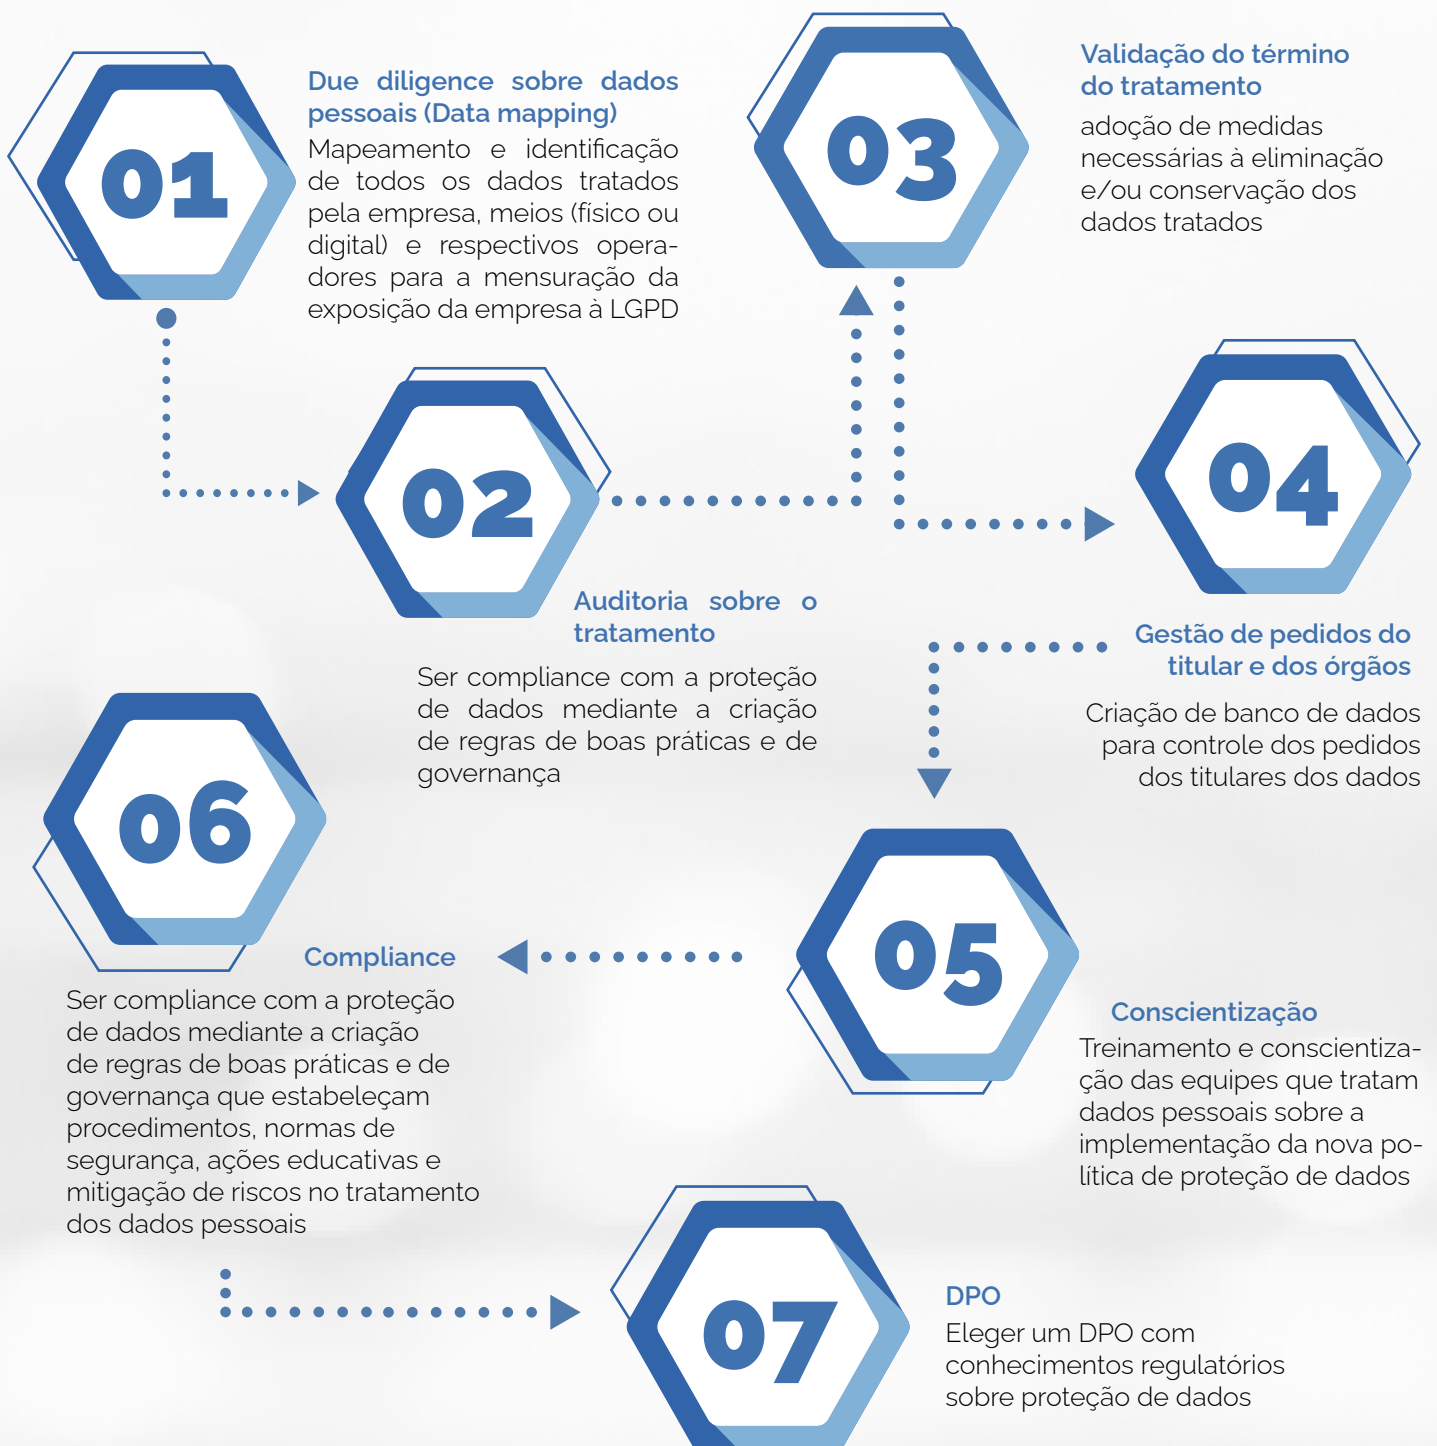 01
Due diligence sobre dados
pessoais (Data mapping)
Mapeamento e identificação
de todos os dados tratados
pela empresa, meios (físico ou
digital) e respectivos opera-
dores para a mensuração da
exposição da empresa à LGPD
02
Auditoria sobre o
tratamento
Ser compliance com a proteção
de dados mediante a criação
de regras de boas práticas e de
governança
03
Validação do término
do tratamento
adoção de medidas
necessárias à eliminação
e/ou conservação dos
dados tratados
04
Gestão de pedidos do
titular e dos órgãos
Criação de banco de dados
para controle dos pedidos
dos titulares dos dados
05
Conscientização
Treinamento e conscientiza-
ção das equipes que tratam
dados pessoais sobre a
implementação da nova po-
lítica de proteção de dados
06
Compliance
Ser compliance com a proteção
de dados mediante a criação
de regras de boas práticas e de
governança que estabeleçam
procedimentos, normas de
segurança, ações educativas e
mitigação de riscos no tratamento
dos dados pessoais
07
DPO
Eleger um DPO com
conhecimentos regulatórios
sobre proteção de dados